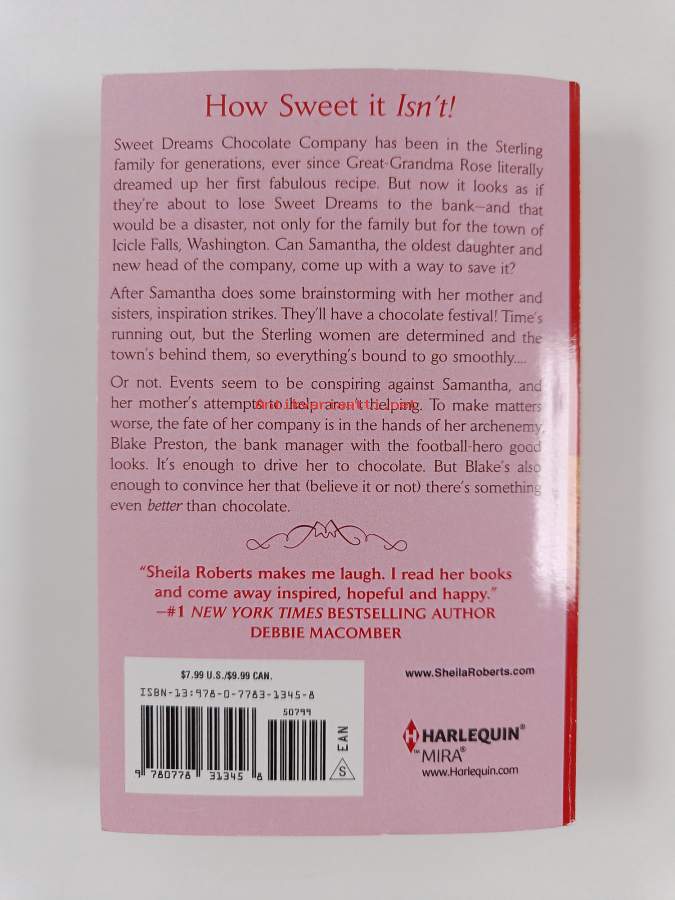 How Sweet it Isn't!
Sweet Dreams Chocolate Company has been in the Sterling
family for generations, ever since Great-Grandma Rose literally
dreamed up her first fabulous recipe. But now it looks as if
they're about to lose Sweet Dreams to the bank—and that
would be a disaster, not only for the family but for the town of
Icicle Falls, Washington. Can Samantha, the oldest daughter and
new head of the company, come up with a way to save it?
After Samantha does some brainstorming with her mother and
sisters, inspiration strikes. They'll have a chocolate festival! Time's
running out, but the Sterling women are determined and the
town's behind them, so everything's bound to go smoothly....
Or not. Events seem to be conspiring against Samantha, and
her mother's attempts to help aren't helping. To make matters
worse, the fate of her company is in the hands of her archenemy,
Blake Preston, the bank manager with the football-hero good
looks. It's enough to drive her to chocolate. But Blake's also
enough to convince her that (believe it or not) there's something
even better than chocolate.
"Sheila Roberts makes me laugh. I read her books
and come away inspired, hopeful and happy."
—#1 NEW YORK TIMES BESTSELLING AUTHOR
DEBBIE MACOMBER
$7.99 U.S./$9.99 CAN.
ISBN-13:978-0-7783-1345-8
50799
9 780778 313458
EAN
S
www.SheilaRoberts.com
H HARLEQUIN®
™ MIRA®
www.Harlequin.com